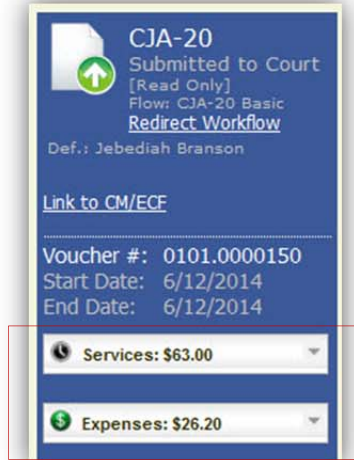 CJA-20
Submitted to Court
[Read Only]
Flow: CJA-20 Basic
Redirect Workflow
Def.: Jebediah Branson
Link to CM/ECF
Voucher #: 0101.0000150
Start Date: 6/12/2014
End Date: 6/12/2014
Services: $63.00
Expenses: $26.20